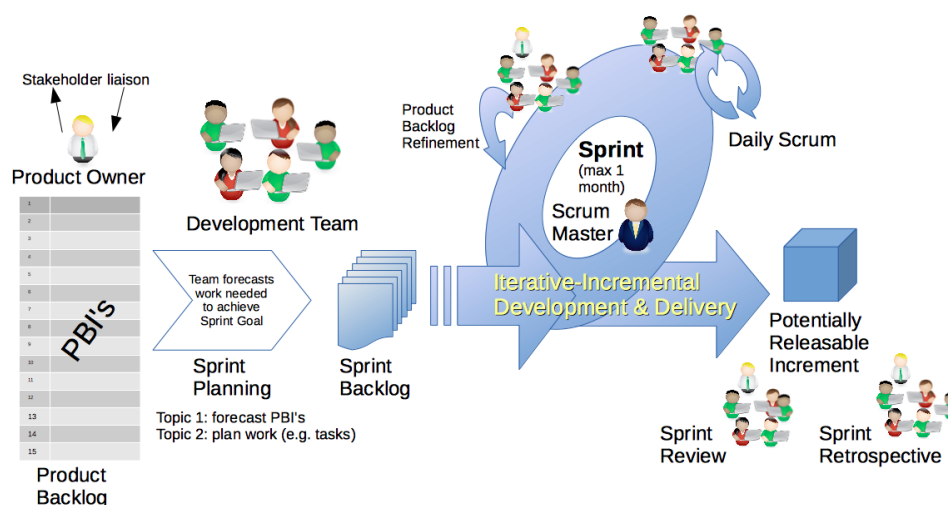 Stakeholder liaison
Product Owner
1
2
3
4
5
6
7
8
9
10
11
12
13
14
15
PBI's
Product
Backlog
Development Team
Team forecasts
work needed
to achieve
Sprint Goal
Sprint
Planning
Topic 1: forecast PBI's
Topic 2: plan work (e.g. tasks)
Sprint
Backlog
Product
Backlog
Refinement
Sprint
(max 1
month)
Scrum
Master
Daily Scrum
Iterative-Incremental
Development & Delivery
Potentially
Releasable
Increment
Sprint
Review
Sprint
Retrospective